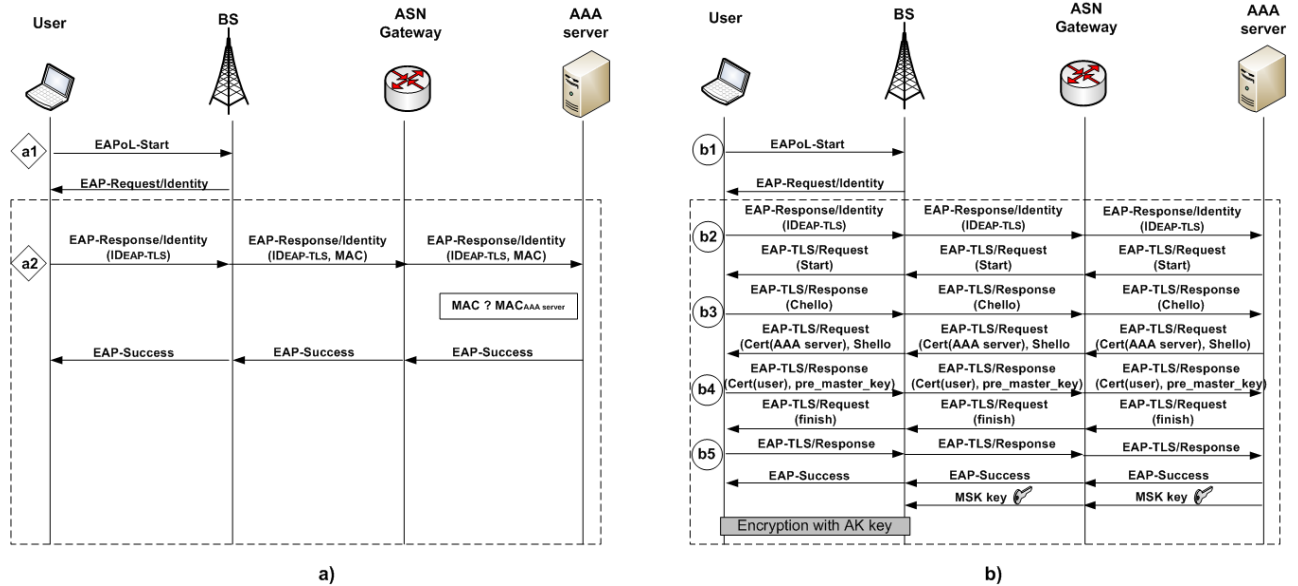 User
BS
ASN
Gateway
AAA
server
a1
EAPoL-Start
EAP-Request/Identity
a2
EAP-Response/Identity
(IDEAP-TLS)
EAP-Response/Identity
(IDEAP-TLS, MAC)
EAP-Response/Identity
(IDEAP-TLS, MAC)
MAC ? MACAAA server
EAP-Success
EAP-Success
EAP-Success
a)
User
BS
ASN
Gateway
AAA
server
b1
EAPoL-Start
EAP-Request/Identity
b2
EAP-Response/Identity
(IDEAP-TLS)
EAP-Response/Identity
(IDEAP-TLS)
EAP-Response/Identity
(IDEAP-TLS)
EAP-TLS/Request
(Start)
EAP-TLS/Request
(Start)
EAP-TLS/Request
(Start)
b3
EAP-TLS/Response
(Chello)
EAP-TLS/Response
(Chello)
EAP-TLS/Response
(Chello)
EAP-TLS/Request
(Cert(AAA server), Shello
EAP-TLS/Request
(Cert(AAA server), Shello
EAP-TLS/Request
(Cert(AAA server), Shello)
b4
EAP-TLS/Response
(Cert(user), pre_master_key)
EAP-TLS/Response
(Cert(user), pre_master_key)
EAP-TLS/Response
(Cert(user), pre_master_key)
EAP-TLS/Request
(finish)
EAP-TLS/Request
(finish)
EAP-TLS/Request
(finish)
b5
EAP-TLS/Response
EAP-TLS/Response
EAP-TLS/Response
EAP-Success
EAP-Success
EAP-Success
MSK key
MSK key
Encryption with AK key
b)